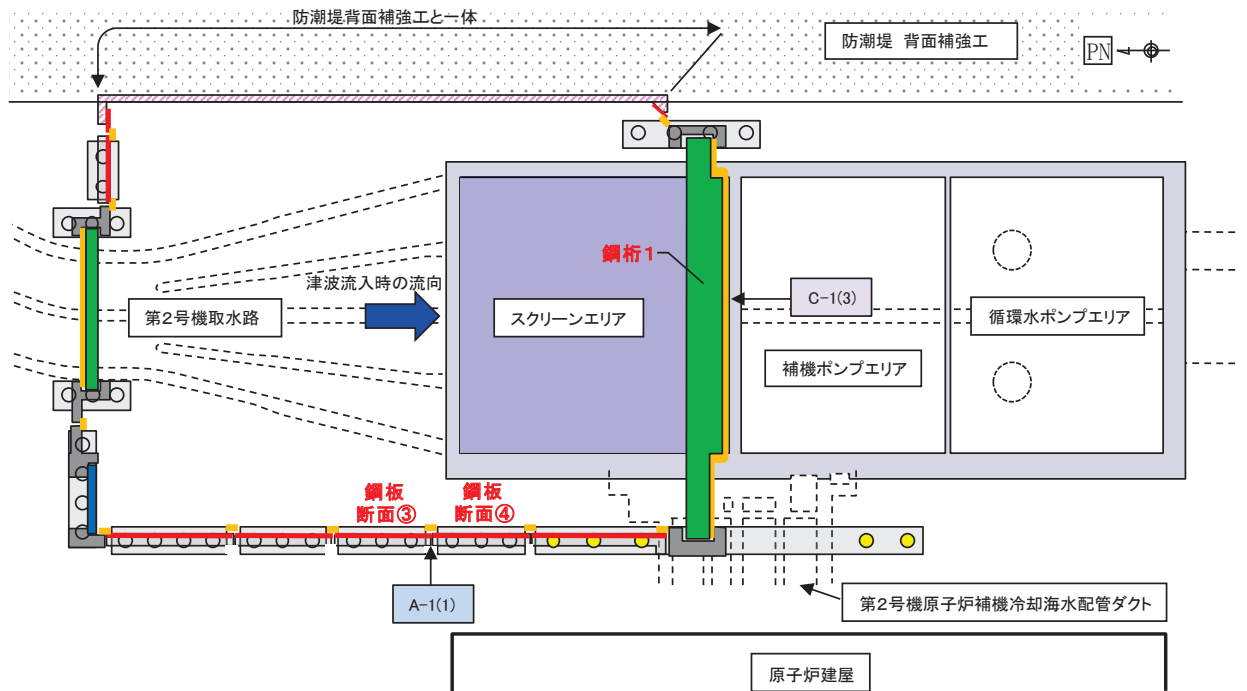 防潮堤背面補強工と一体
防潮堤 背面補強工
PN
鋼桁1
津波流入時の流向
C-1(3)
第2号機取水路
スクリーンエリア
循環水ポンプエリア
補機ポンプエリア
鋼板
断面③
鋼板
断面④
A-1(1)
第2号機原子炉補機冷却海水配管ダクト
原子炉建屋